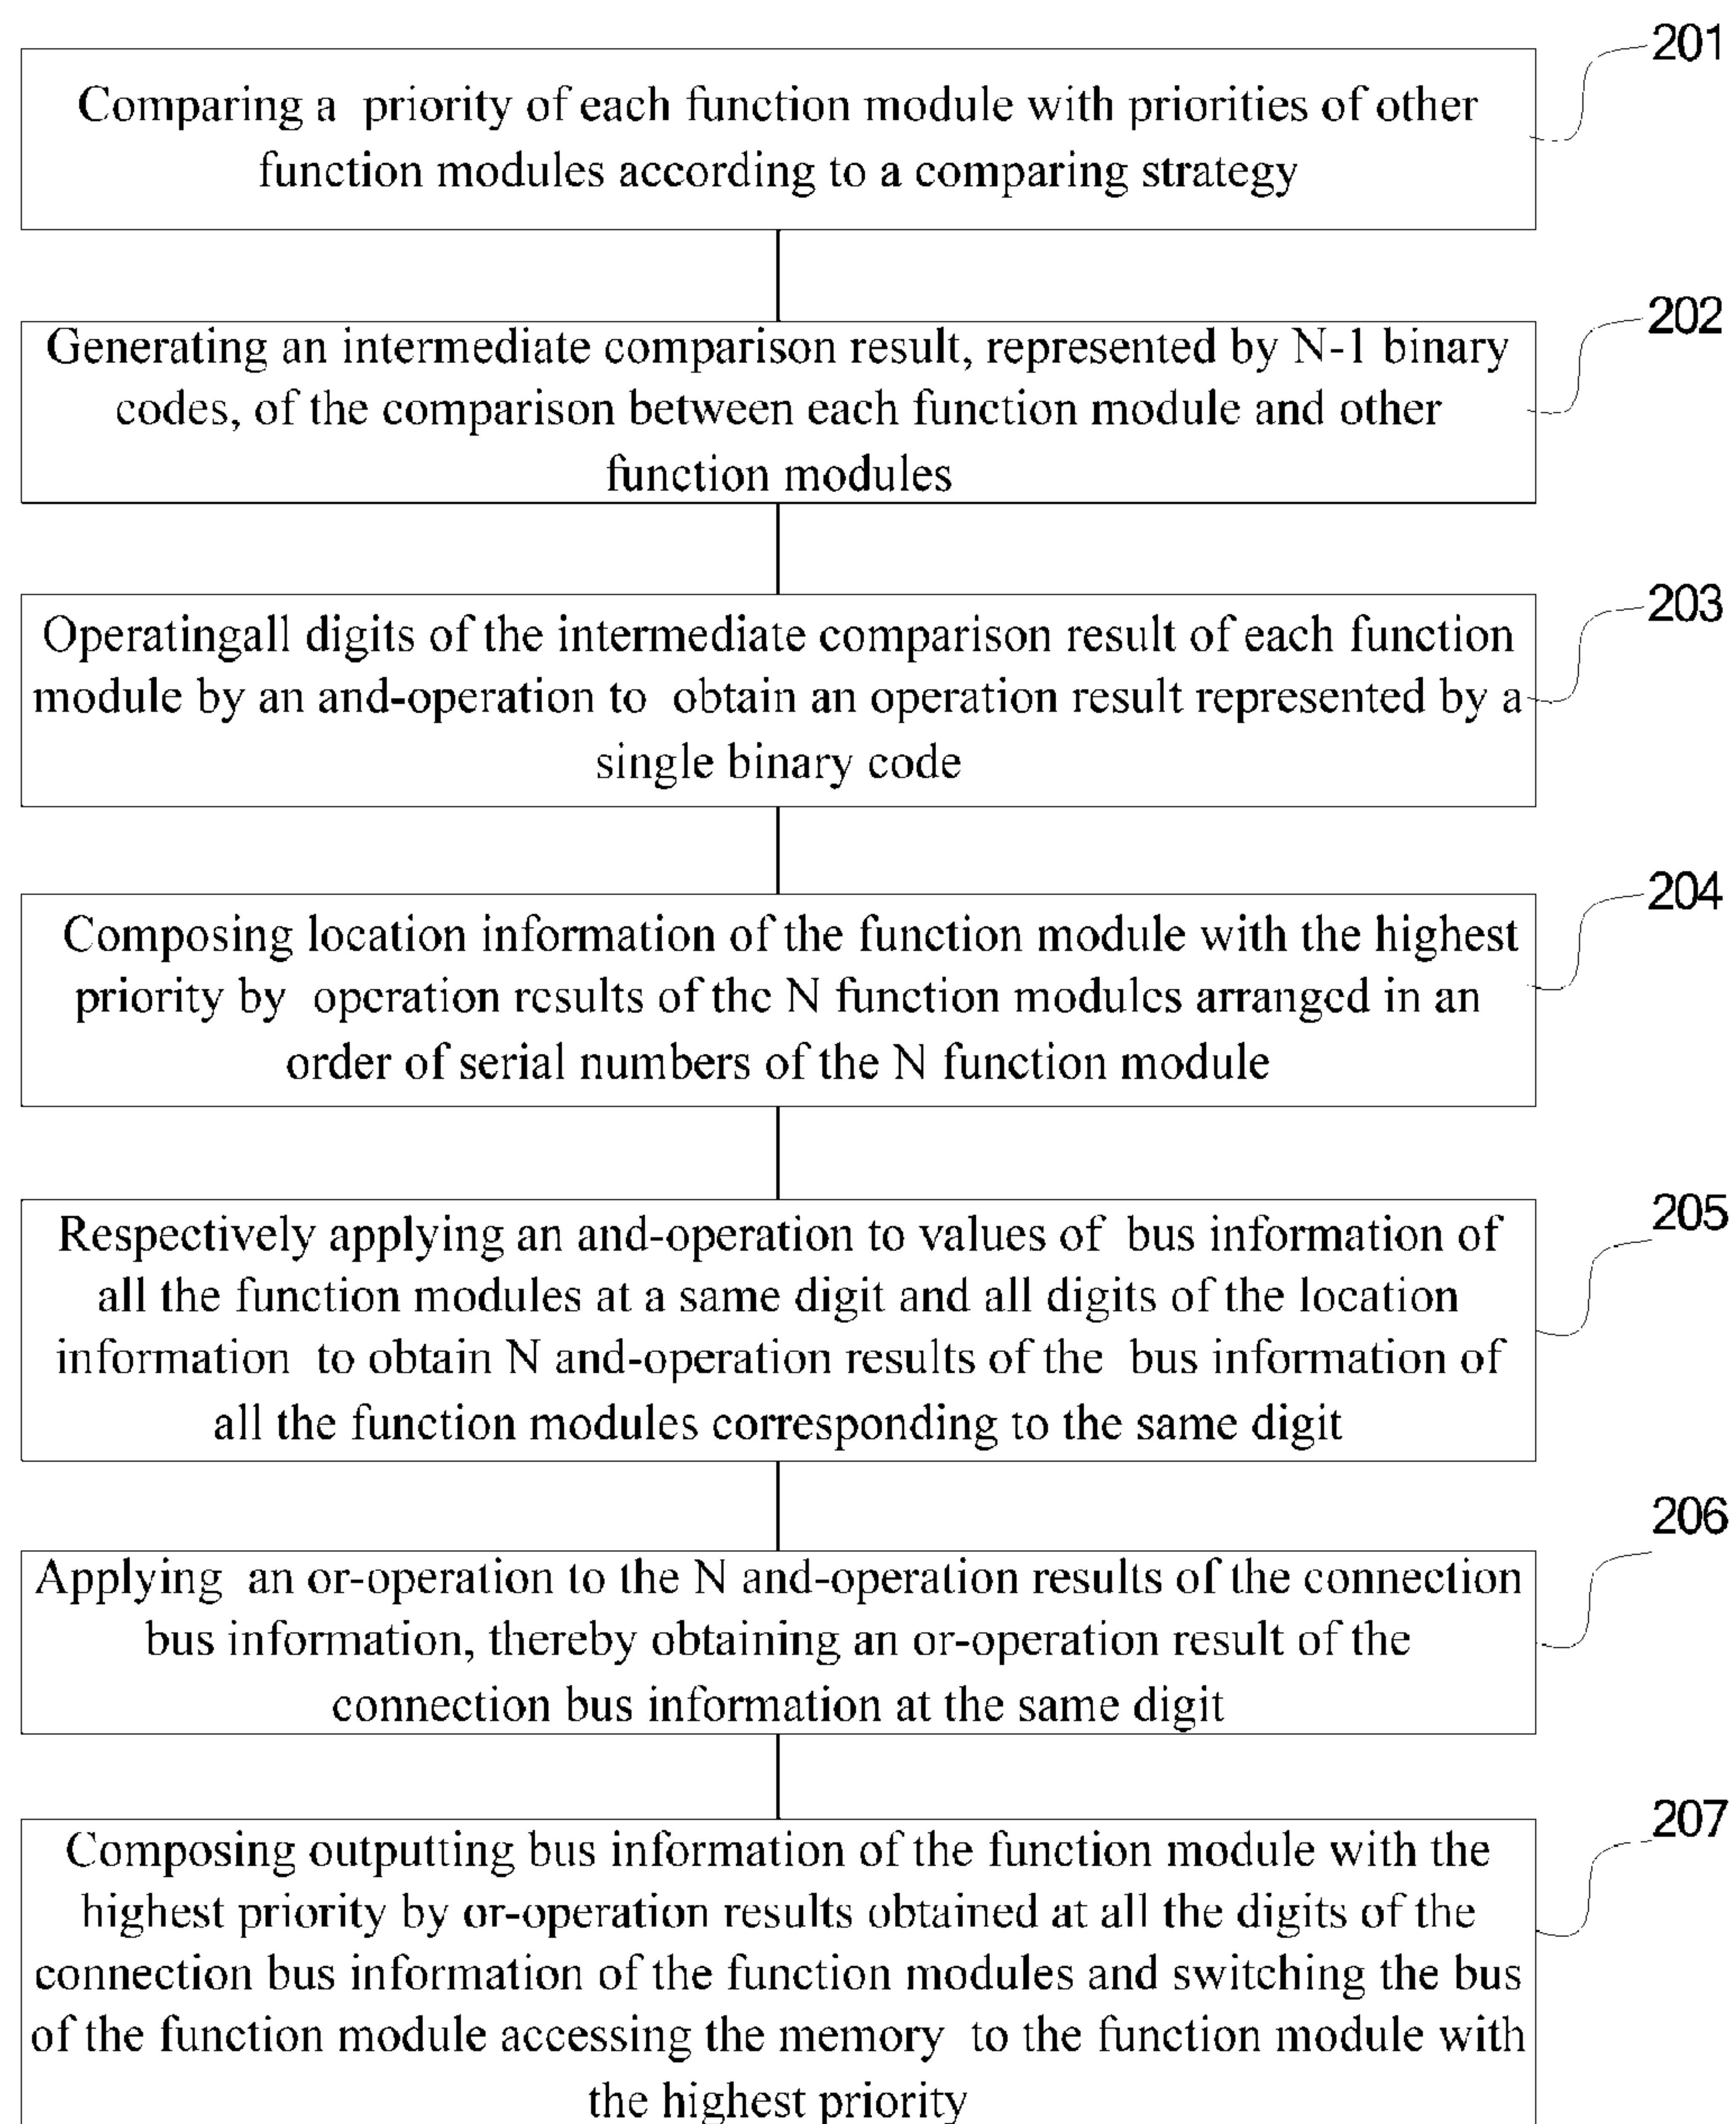 201
Comparing a priority of each function module with priorities of other
function modules according to a comparing strategy
202
Generating an intermediate comparison result, represented by N-1 binary
codes, of the comparison between each function module and other
function modules
203
Operatingall digits of the intermediate comparison result of each function
module by an and-operation to obtain an operation result represented by a
single binary code
204
Composing location information of the function module with the highest
priority by operation results of the N function modules arranged in an
order of serial numbers of the N function module
205
Respectively applying an and-operation to values of bus information of
all the function modules at a same digit and all digits of the location
information to obtain N and-operation results of the bus information of
all the function modules corresponding to the same digit
206
Applying an or-operation to the N and-operation results of the connection
bus information, thereby obtaining an or-operation result of the
connection bus information at the same digit
207
Composing outputting bus information of the function module with the
highest priority by or-operation results obtained at all the digits of the
connection bus information of the function modules and switching the bus
of the function module accessing the memory to the function module with
the highest priority